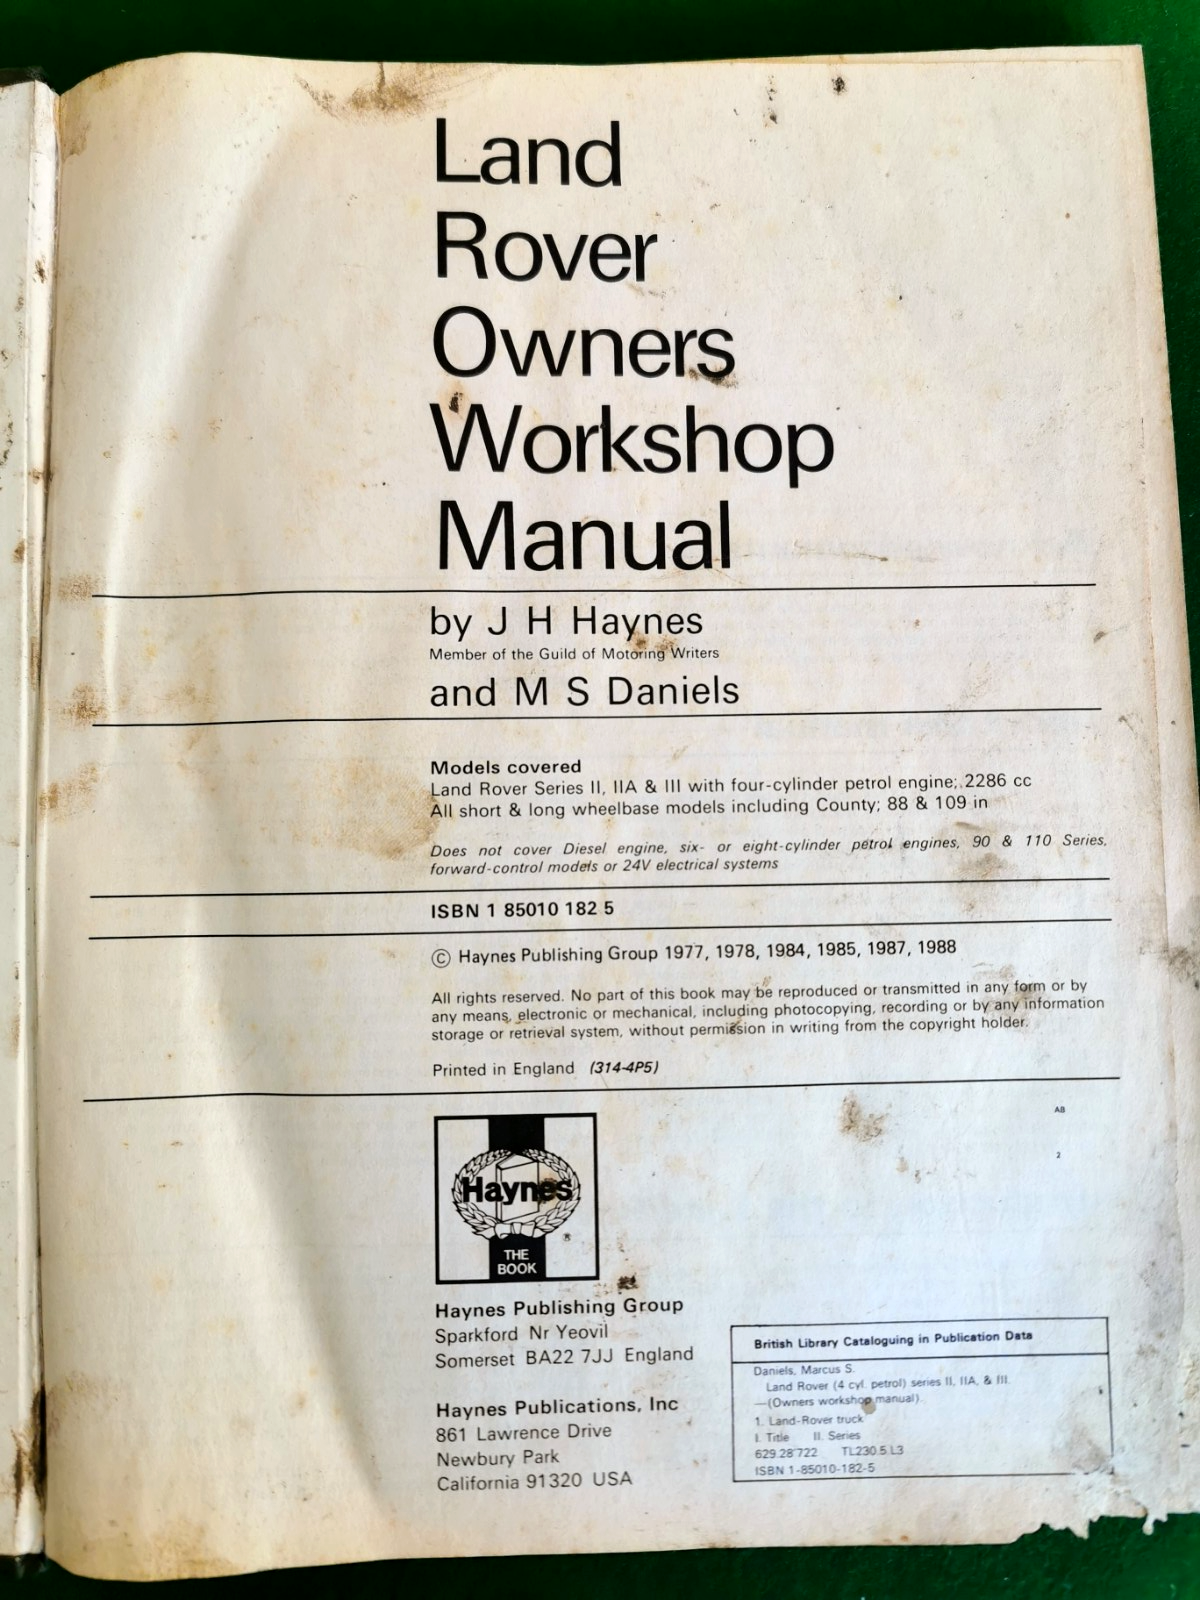 Land
Rover
Owners
Workshop
Manual
by J H Haynes
Member of the Guild of Motoring Writers
and M S Daniels
Models covered
Land Rover Series II, IIA & III with four-cylinder petrol engine; 2286 cc
All short & long wheelbase models including County; 88 & 109 in
Does not cover Diesel engine, six- or eight-cylinder petrol engines, 90 & 110 Series,
forward-control models or 24V electrical systems
ISBN 1 85010 182 5
© Haynes Publishing Group 1977, 1978, 1984, 1985, 1987, 1988
All rights reserved. No part of this book may be reproduced or transmitted in any form or by
any means, electronic or mechanical, including photocopying, recording or by any information
storage or retrieval system, without permission in writing from the copyright holder.
Printed in England (314-4P5)
AB
2
Haynes
®
THE
BOOK
Haynes Publishing Group
Sparkford Nr Yeovil
Somerset BA22 7JJ England
Haynes Publications, Inc
861 Lawrence Drive
Newbury Park
California 91320 USA
British Library Cataloguing in Publication Data
Daniels, Marcus S.
Land Rover (4 cyl. petrol) series II, IIA, & III.
—(Owners workshop manual).
1. Land-Rover truck
I. Title II. Series
629.28'722 TL230.5.L3
ISBN 1-85010-182-5